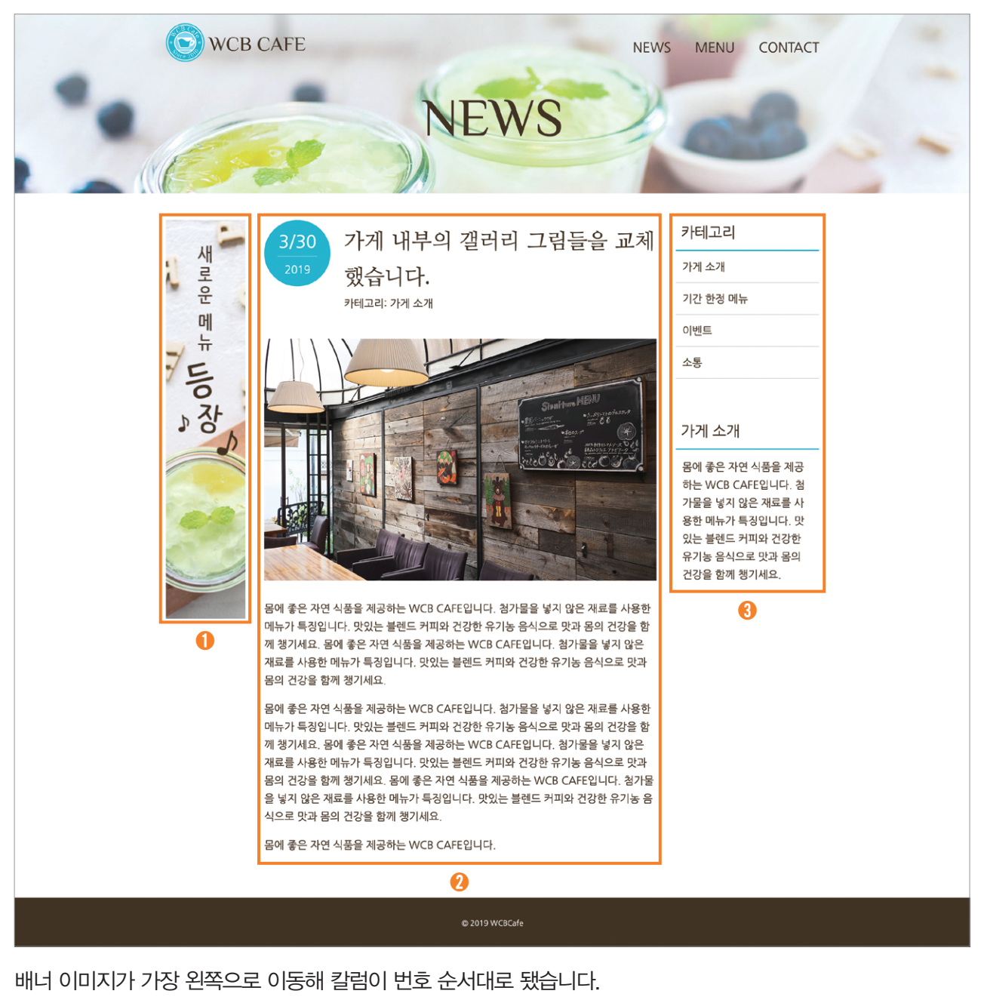 WCB Cafe
Since 2010
WCB CAFE
NEWS MENU CONTACT
NEWS
새로운 메뉴
등장
❶
3/30
2019
가게 내부의 갤러리 그림들을 교체
했습니다.
카테고리: 가게 소개
MENU
몸에 좋은 자연 식품을 제공하는 WCB CAFE입니다. 첨가물을 넣지 않은 재료를 사용한
메뉴가 특징입니다. 맛있는 블렌드 커피와 건강한 유기농 음식으로 맛과 몸의 건강을 함
께 챙기세요. 몸에 좋은 자연 식품을 제공하는 WCB CAFE입니다. 첨가물을 넣지 않은
재료를 사용한 메뉴가 특징입니다. 맛있는 블렌드 커피와 건강한 유기농 음식으로 맛과
몸의 건강을 함께 챙기세요.
몸에 좋은 자연 식품을 제공하는 WCB CAFE입니다. 첨가물을 넣지 않은 재료를 사용한
메뉴가 특징입니다. 맛있는 블렌드 커피와 건강한 유기농 음식으로 맛과 몸의 건강을 함
께 챙기세요. 몸에 좋은 자연 식품을 제공하는 WCB CAFE입니다. 첨가물을 넣지 않은
재료를 사용한 메뉴가 특징입니다. 맛있는 블렌드 커피와 건강한 유기농 음식으로 맛과
몸의 건강을 함께 챙기세요. 몸에 좋은 자연 식품을 제공하는 WCB CAFE입니다. 첨가물
을 넣지 않은 재료를 사용한 메뉴가 특징입니다. 맛있는 블렌드 커피와 건강한 유기농 음
식으로 맛과 몸의 건강을 함께 챙기세요.
몸에 좋은 자연 식품을 제공하는 WCB CAFE입니다.
❷
카테고리
가게 소개
기간 한정 메뉴
이벤트
소통
가게 소개
몸에 좋은 자연 식품을 제공
하는 WCB CAFE입니다. 첨
가물을 넣지 않은 재료를 사
용한 메뉴가 특징입니다. 맛
있는 블렌드 커피와 건강한
유기농 음식으로 맛과 몸의
건강을 함께 챙기세요.
❸
© 2019 WCBCafe
배너 이미지가 가장 왼쪽으로 이동해 칼럼이 번호 순서대로 됐습니다.